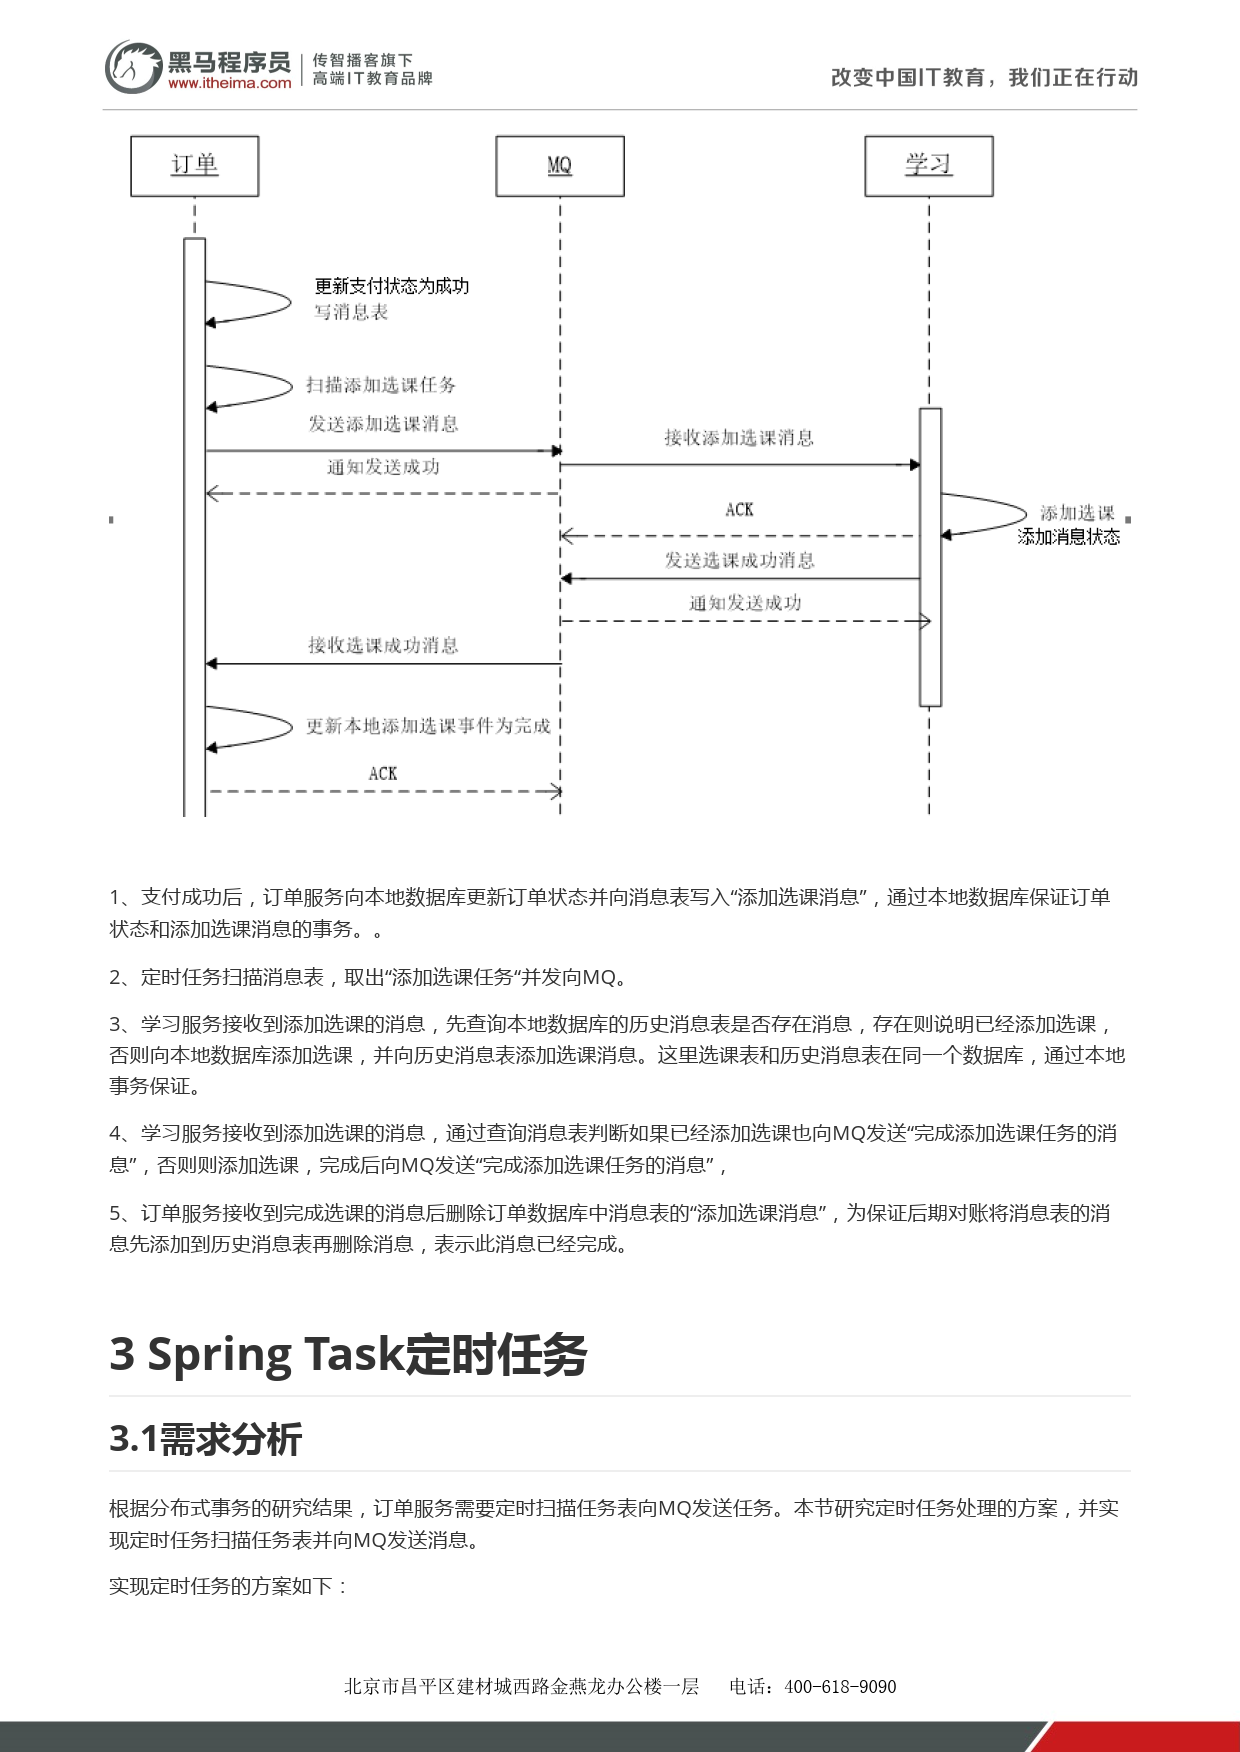 黑马程序员
www.itheima.com
传智播客旗下
高端IT教育品牌
改变中国IT教育，我们正在行动
订单
MQ
学习
更新支付状态为成功
写消息表
扫描添加选课任务
发送添加选课消息
接收添加选课消息
通知发送成功
ACK
添加选课
添加消息状态
发送选课成功消息
通知发送成功
接收选课成功消息
更新本地添加选课事件为完成
ACK
1、支付成功后，订单服务向本地数据库更新订单状态并向消息表写入“添加选课消息”，通过本地数据库保证订单
状态和添加选课消息的事务。。
2、定时任务扫描消息表，取出“添加选课任务“并发向MQ。
3、学习服务接收到添加选课的消息，先查询本地数据库的历史消息表是否存在消息，存在则说明已经添加选课，
否则向本地数据库添加选课，并向历史消息表添加选课消息。这里选课表和历史消息表在同一个数据库，通过本地
事务保证。
4、学习服务接收到添加选课的消息，通过查询消息表判断如果已经添加选课也向MQ发送“完成添加选课任务的消
息”，否则则添加选课，完成后向MQ发送“完成添加选课任务的消息”，
5、订单服务接收到完成选课的消息后删除订单数据库中消息表的“添加选课消息”，为保证后期对账将消息表的消
息先添加到历史消息表再删除消息，表示此消息已经完成。
3 Spring Task定时任务
3.1需求分析
根据分布式事务的研究结果，订单服务需要定时扫描任务表向MQ发送任务。本节研究定时任务处理的方案，并实
现定时任务扫描任务表并向MQ发送消息。
实现定时任务的方案如下：
北京市昌平区建材城西路金燕龙办公楼一层 电话：400-618-9090